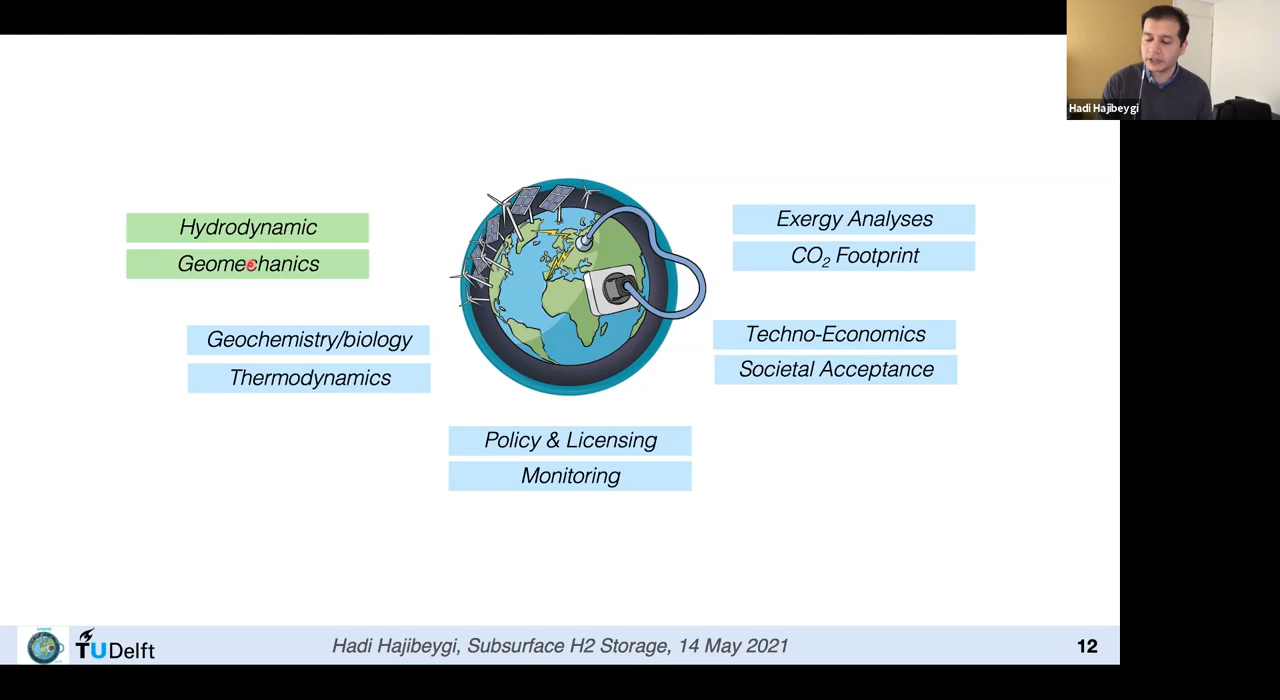 Hadi Hajibeygi
Hydrodynamic
Geomechanics
Geochemistry/biology
Thermodynamics
Policy & Licensing
Monitoring
Exergy Analyses
CO₂ Footprint
Techno-Economics
Societal Acceptance
TU Delft
Hadi Hajibeygi, Subsurface H2 Storage, 14 May 2021
12